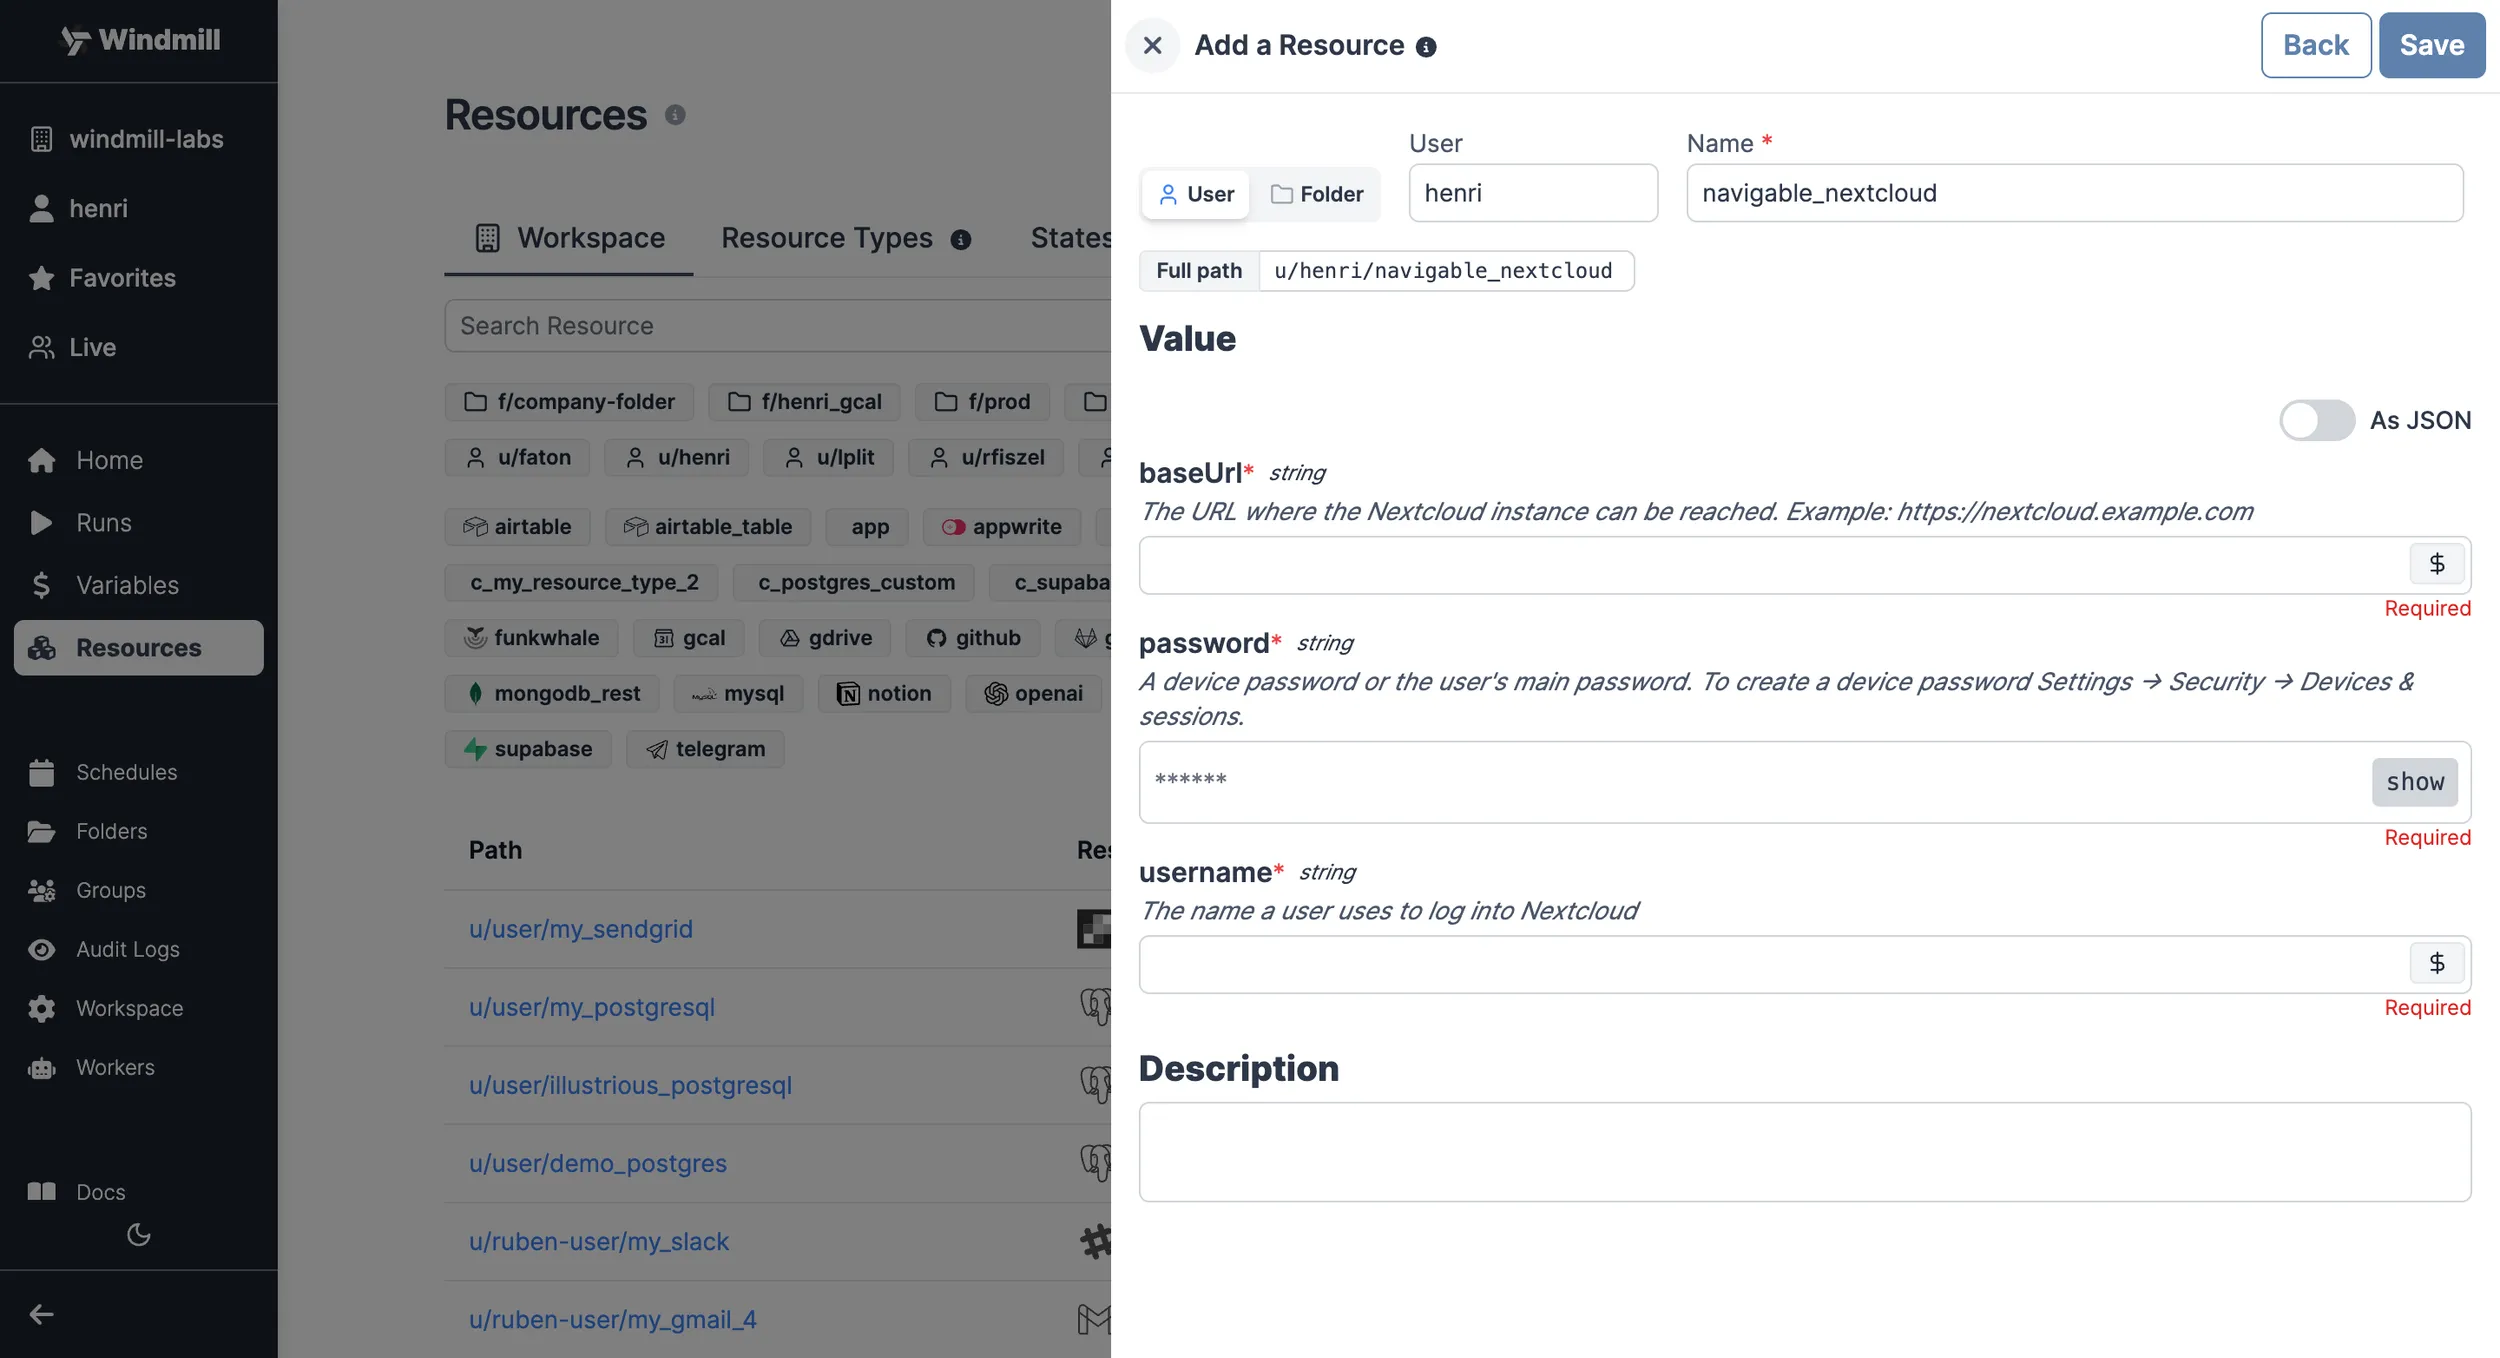 Windmill
windmill-labs
henri
Favorites
Live
Home
Runs
Variables
Resources
Schedules
Folders
Groups
Audit Logs
Workspace
Workers
Docs
Resources
Workspace
Resource Types
States
Search Resource
f/company-folder
f/henri_gcal
f/prod
u/faton
u/henri
u/lplit
u/rfiszel
airtable
airtable_table
app
appwrite
c_my_resource_type_2
c_postgres_custom
c_supaba
funkwhale
gcal
gdrive
github
g
mongodb_rest
mysql
notion
openai
supabase
telegram
Path
Res
u/user/my_sendgrid
u/user/my_postgresql
u/user/illustrious_postgresql
u/user/demo_postgres
u/ruben-user/my_slack
u/ruben-user/my_gmail_4
Add a Resource
Back
Save
User
Folder
User
henri
Name *
navigable_nextcloud
Full path
u/henri/navigable_nextcloud
Value
As JSON
baseUrl* string
The URL where the Nextcloud instance can be reached. Example: https://nextcloud.example.com
$
Required
password* string
A device password or the user's main password. To create a device password Settings → Security → Devices &
sessions.
******
show
Required
username* string
The name a user uses to log into Nextcloud
$
Required
Description